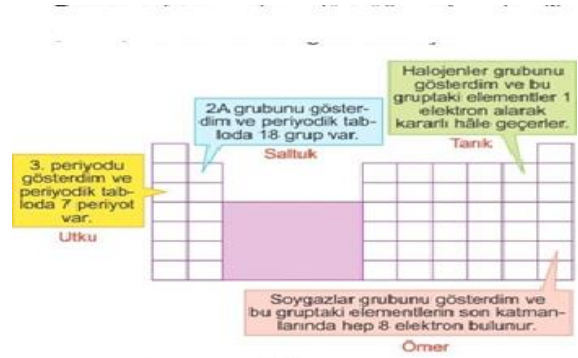 Halojenler grubunu
gösterdim ve bu
gruptaki elementler 1
elektron alarak
kararlı hâle geçerler.
Tarık
2A grubunu göster-
dim ve periyodik tab-
loda 18 grup var.
Saltuk
3. periyodu
gösterdim ve
periyodik tab-
loda 7 periyot
var.
Utku
Soygazlar grubunu gösterdim ve
bu gruptaki elementlerin son katman-
larında hep 8 elektron bulunur.
Ömer